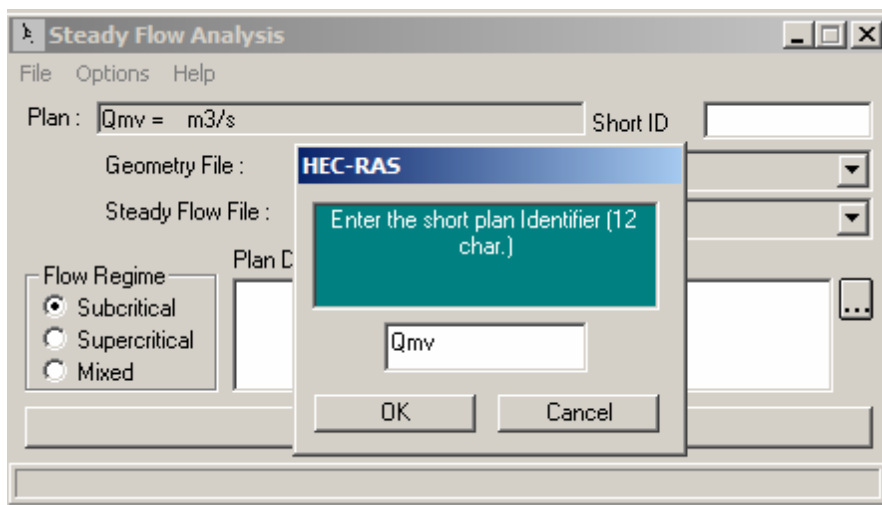 Steady Flow Analysis
File Options Help
Plan : Qmv = m3/s Short ID
Geometry File :
HEC-RAS
Steady Flow File :
Enter the short plan Identifier (12
char.)
Plan D
Flow Regime
Subcritical
Supercritical
Mixed
...
Qmv
OK Cancel